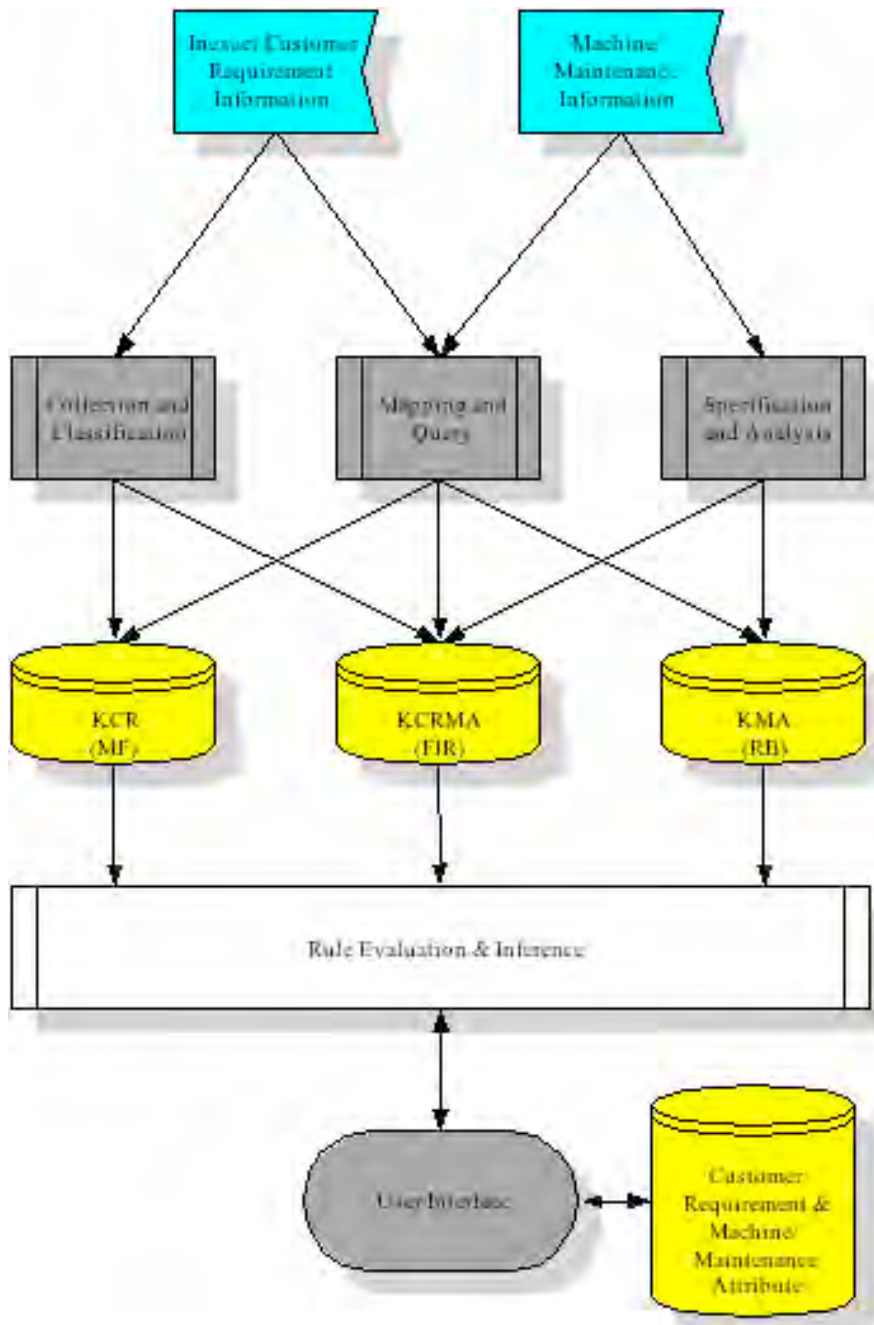 Inexact Customer
Requirement
Information
Machine/
Maintenance
Information
Collection and
Classification
Mapping and
Query
Specification
and Analysis
KCR
(MF)
KCRMA
(FIR)
KMA
(RB)
Rule Evaluation & Inference
User Interface
Customer
Requirement &
Machine/
Maintenance
Attribute